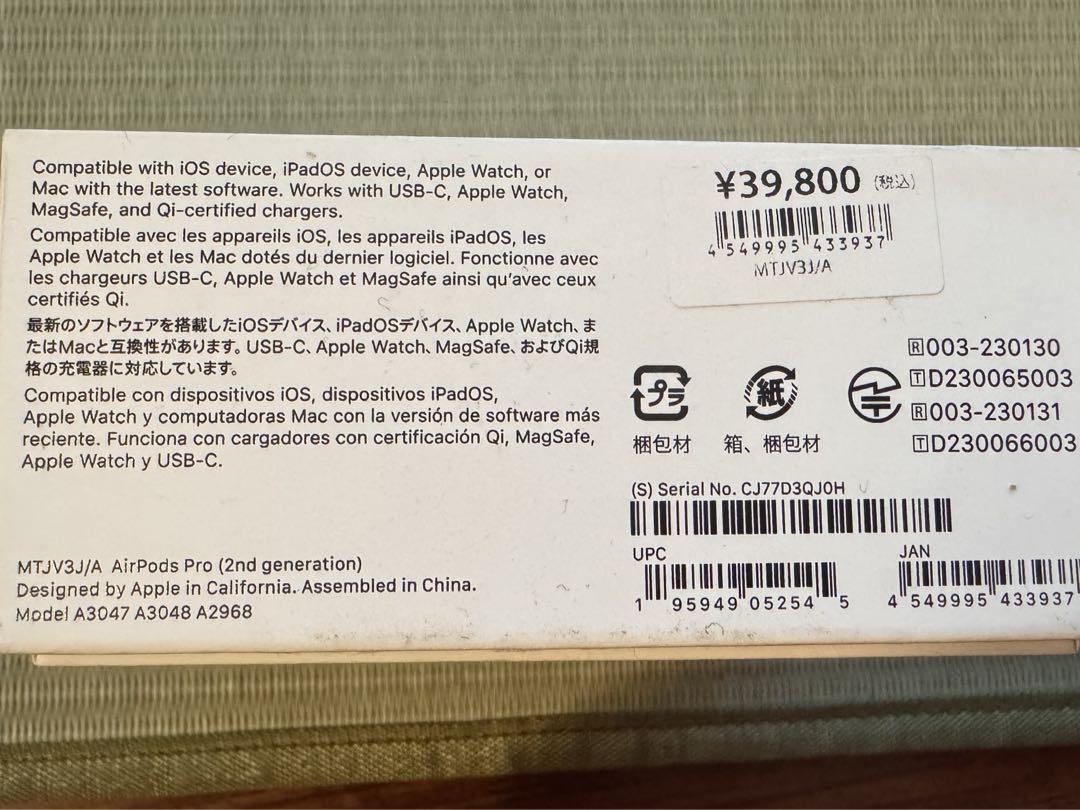 Compatible with iOS device, iPadOS device, Apple Watch, or
Mac with the latest software. Works with USB-C, Apple Watch,
MagSafe, and Qi-certified chargers.
Compatible avec les appareils iOS, les appareils iPadOS, les
Apple Watch et les Mac dotés du dernier logiciel. Fonctionne avec
les chargeurs USB-C, Apple Watch et MagSafe ainsi qu'avec ceux
certifiés Qi.
最新のソフトウェアを搭載したiOSデバイス、iPadOSデバイス、Apple Watch、ま
たはMacと互換性があります。USB-C、Apple Watch、MagSafe、およびQi規
格の充電器に対応しています。
Compatible con dispositivos iOS, dispositivos iPadOS,
Apple Watch y computadoras Mac con la versión de software más
reciente. Funciona con cargadores con certificación Qi, MagSafe,
Apple Watch y USB-C.
MTJV3J/A AirPods Pro (2nd generation)
Designed by Apple in California. Assembled in China.
Model A3047 A3048 A2968
¥39,800 (税込)
4 549995 433937
MTJV3J/A
プラ
梱包材
紙
箱、梱包材
R 003-230130
T D230065003
R 003-230131
T D230066003
(S) Serial No. CJ77D3QJ0H
UPC
1 95949 05254 5
JAN
4 549995 433937